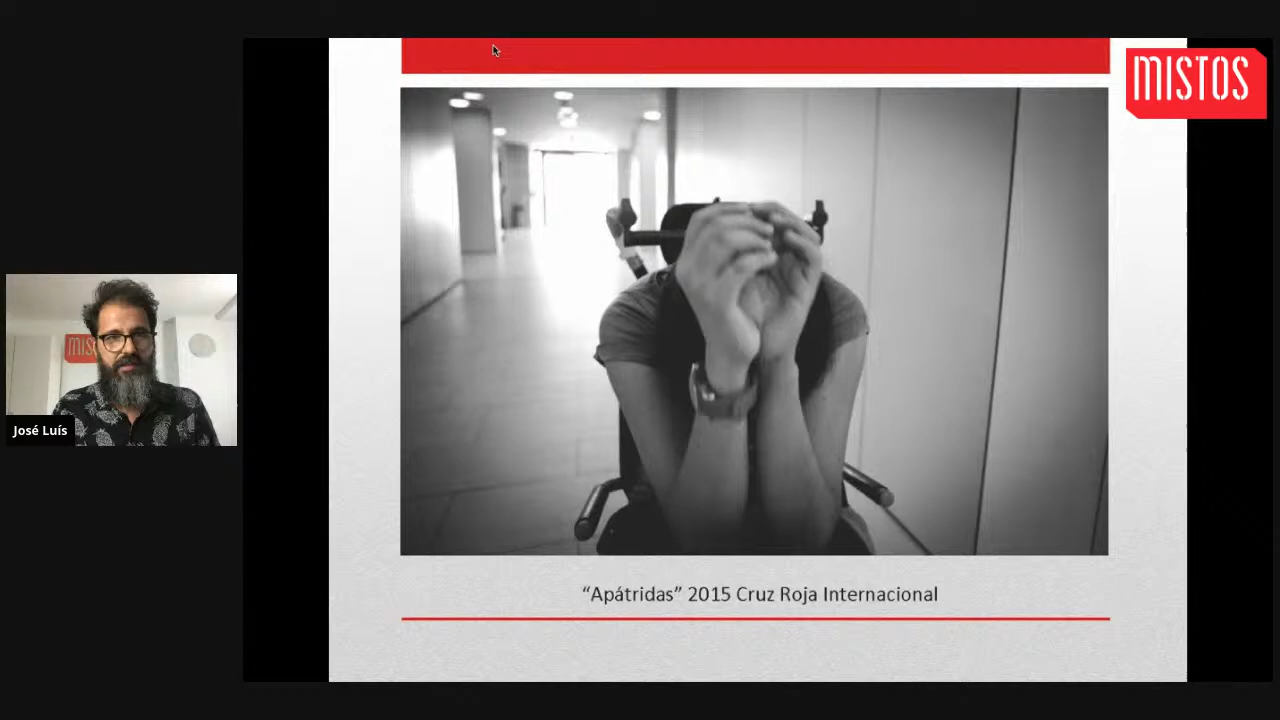 MISTOS
José Luís
“Apátridas” 2015 Cruz Roja Internacional